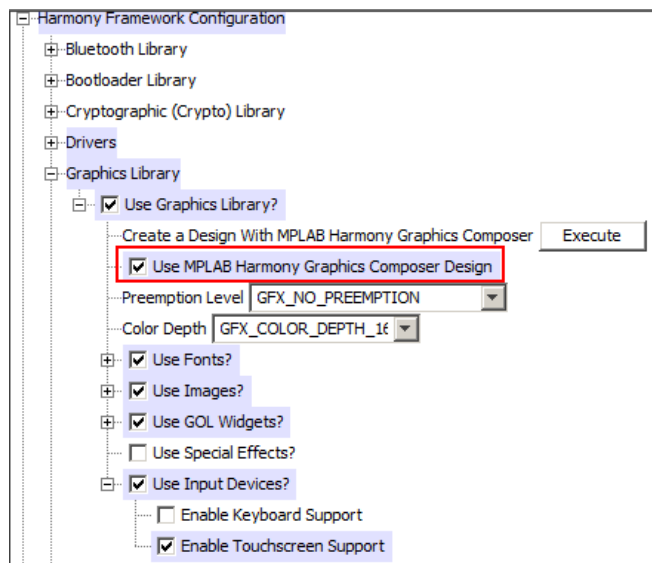 Harmony Framework Configuration
Bluetooth Library
Bootloader Library
Cryptographic (Crypto) Library
Drivers
Graphics Library
Use Graphics Library?
Create a Design With MPLAB Harmony Graphics Composer Execute
Use MPLAB Harmony Graphics Composer Design
Preemption Level GFX_NO_PREEMPTION
Color Depth GFX_COLOR_DEPTH_16
Use Fonts?
Use Images?
Use GOL Widgets?
Use Special Effects?
Use Input Devices?
Enable Keyboard Support
Enable Touchscreen Support